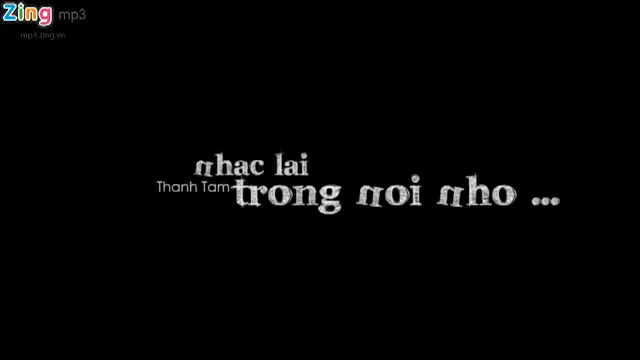 Zing mp3
mp3.zing.vn
nhac lai
Thanh Tam
trong noi nho ...